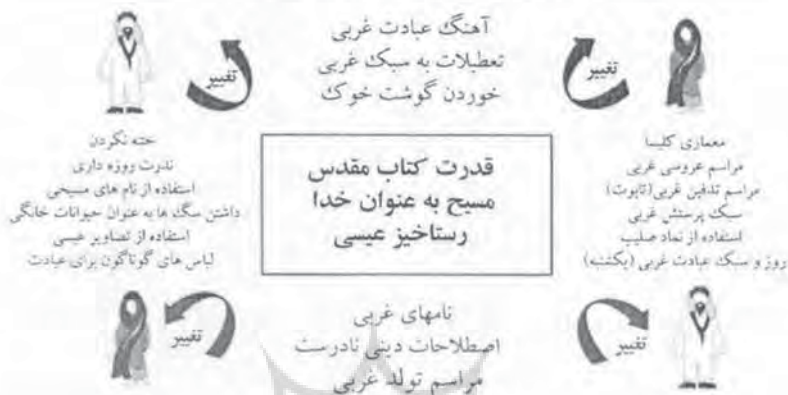 آهنگ عبادت غربی
تعطیلات به سبک غربی
خوردن گوشت خوک
تغییر
تغییر
معماری کلیسا
مراسم عروسی غربی
مراسم تدفین غربی (تابوت)
سبک پرستش غربی
استفاده از نماد صلیب
روز و سبک عبادت غربی (یکشنبه)
قدرت کتاب مقدس
مسیح به عنوان خدا
رستاخیز عیسی
ختنه نکردن
ندرت روزه داری
استفاده از نام های مسیحی
داشتن سگ ها به عنوان حیوانات خانگی
استفاده از تصاویر عیسی
لباس های گوناگون برای عبادت
تغییر
تغییر
نامهای غربی
اصطلاحات دینی نادرست
مراسم تولد غربی